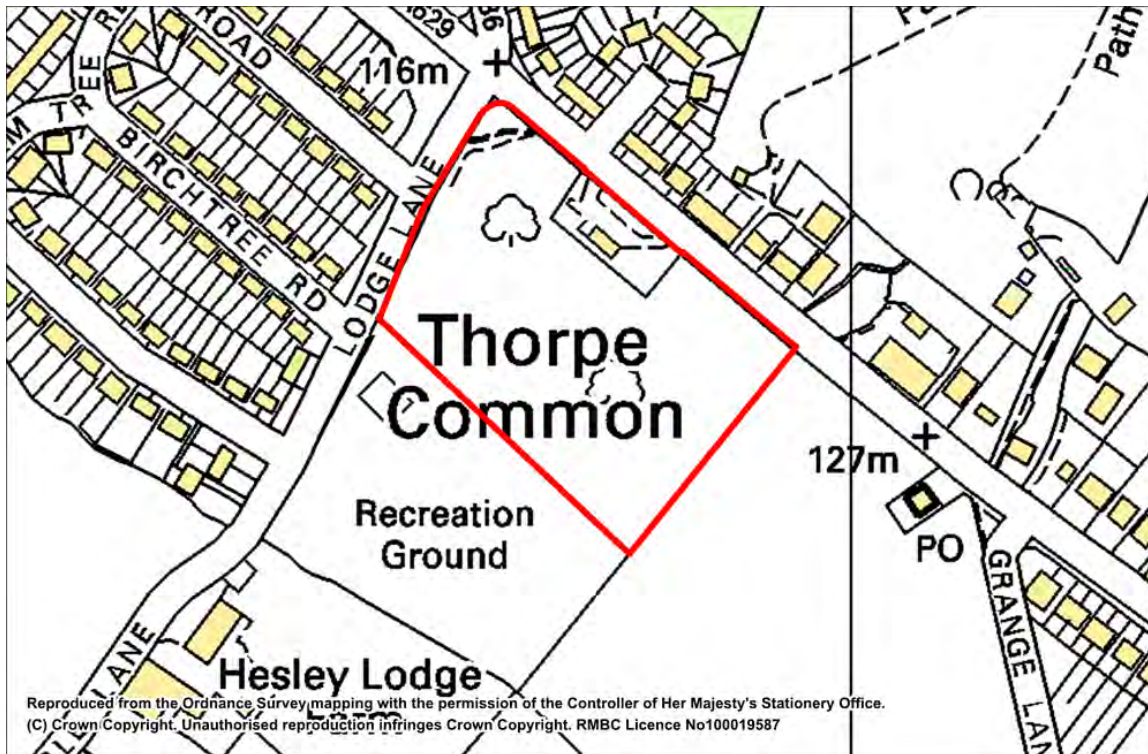 ROAD
116m
BIRCHTREE RD
LODGE LANE
Path
Thorpe
Common
127m
PO
Recreation
Ground
GRANGE LAN
LANE
Hesley Lodge
Reproduced from the Ordnance Survey mapping with the permission of the Controller of Her Majesty's Stationery Office.
(C) Crown Copyright. Unauthorised reproduction infringes Crown Copyright. RMBC Licence No100019587